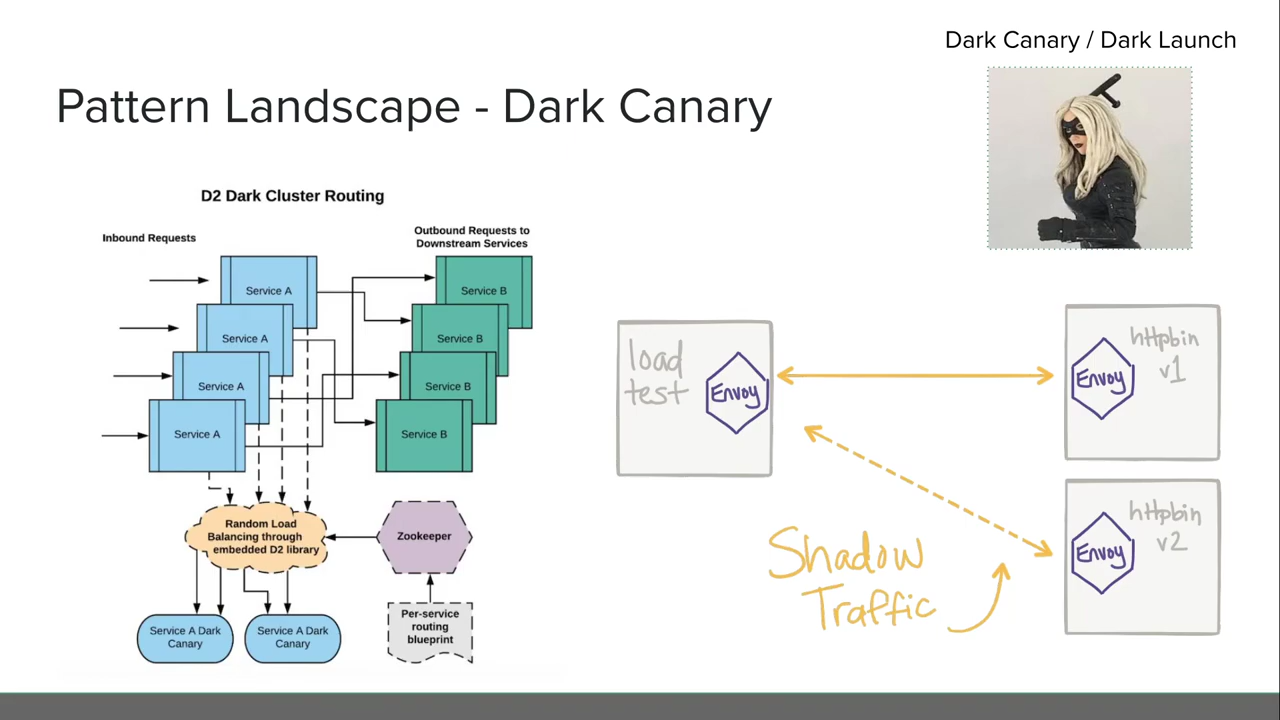 Dark Canary / Dark Launch
Pattern Landscape - Dark Canary
D2 Dark Cluster Routing
Inbound Requests
Outbound Requests to
Downstream Services
Service A
Service B
Service A
Service B
Service A
Service B
Service A
Service B
Random Load
Balancing through
embedded D2 library
Zookeeper
Per-service
routing
blueprint
Service A Dark
Canary
Service A Dark
Canary
load
test
Envoy
httpbin
v1
Envoy
httpbin
v2
Envoy
Shadow
Traffic